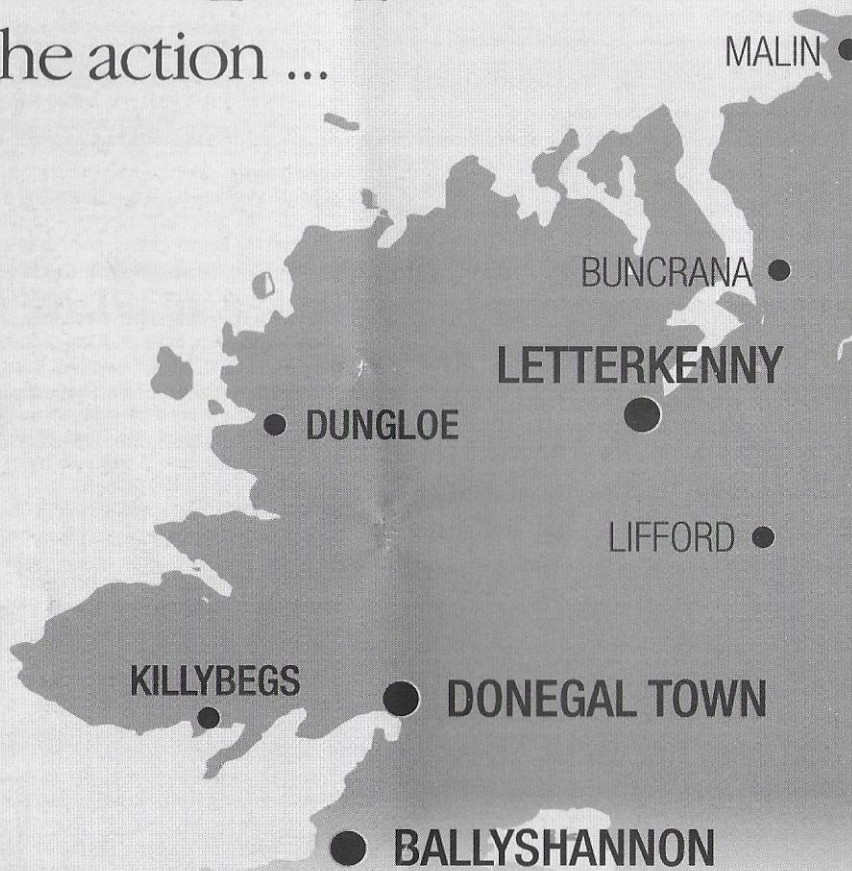 he action ...
MALIN
BUNCRANA
LETTERKENNY
DUNGLOE
LIFFORD
KILLYBEGS
DONEGAL TOWN
BALLYSHANNON